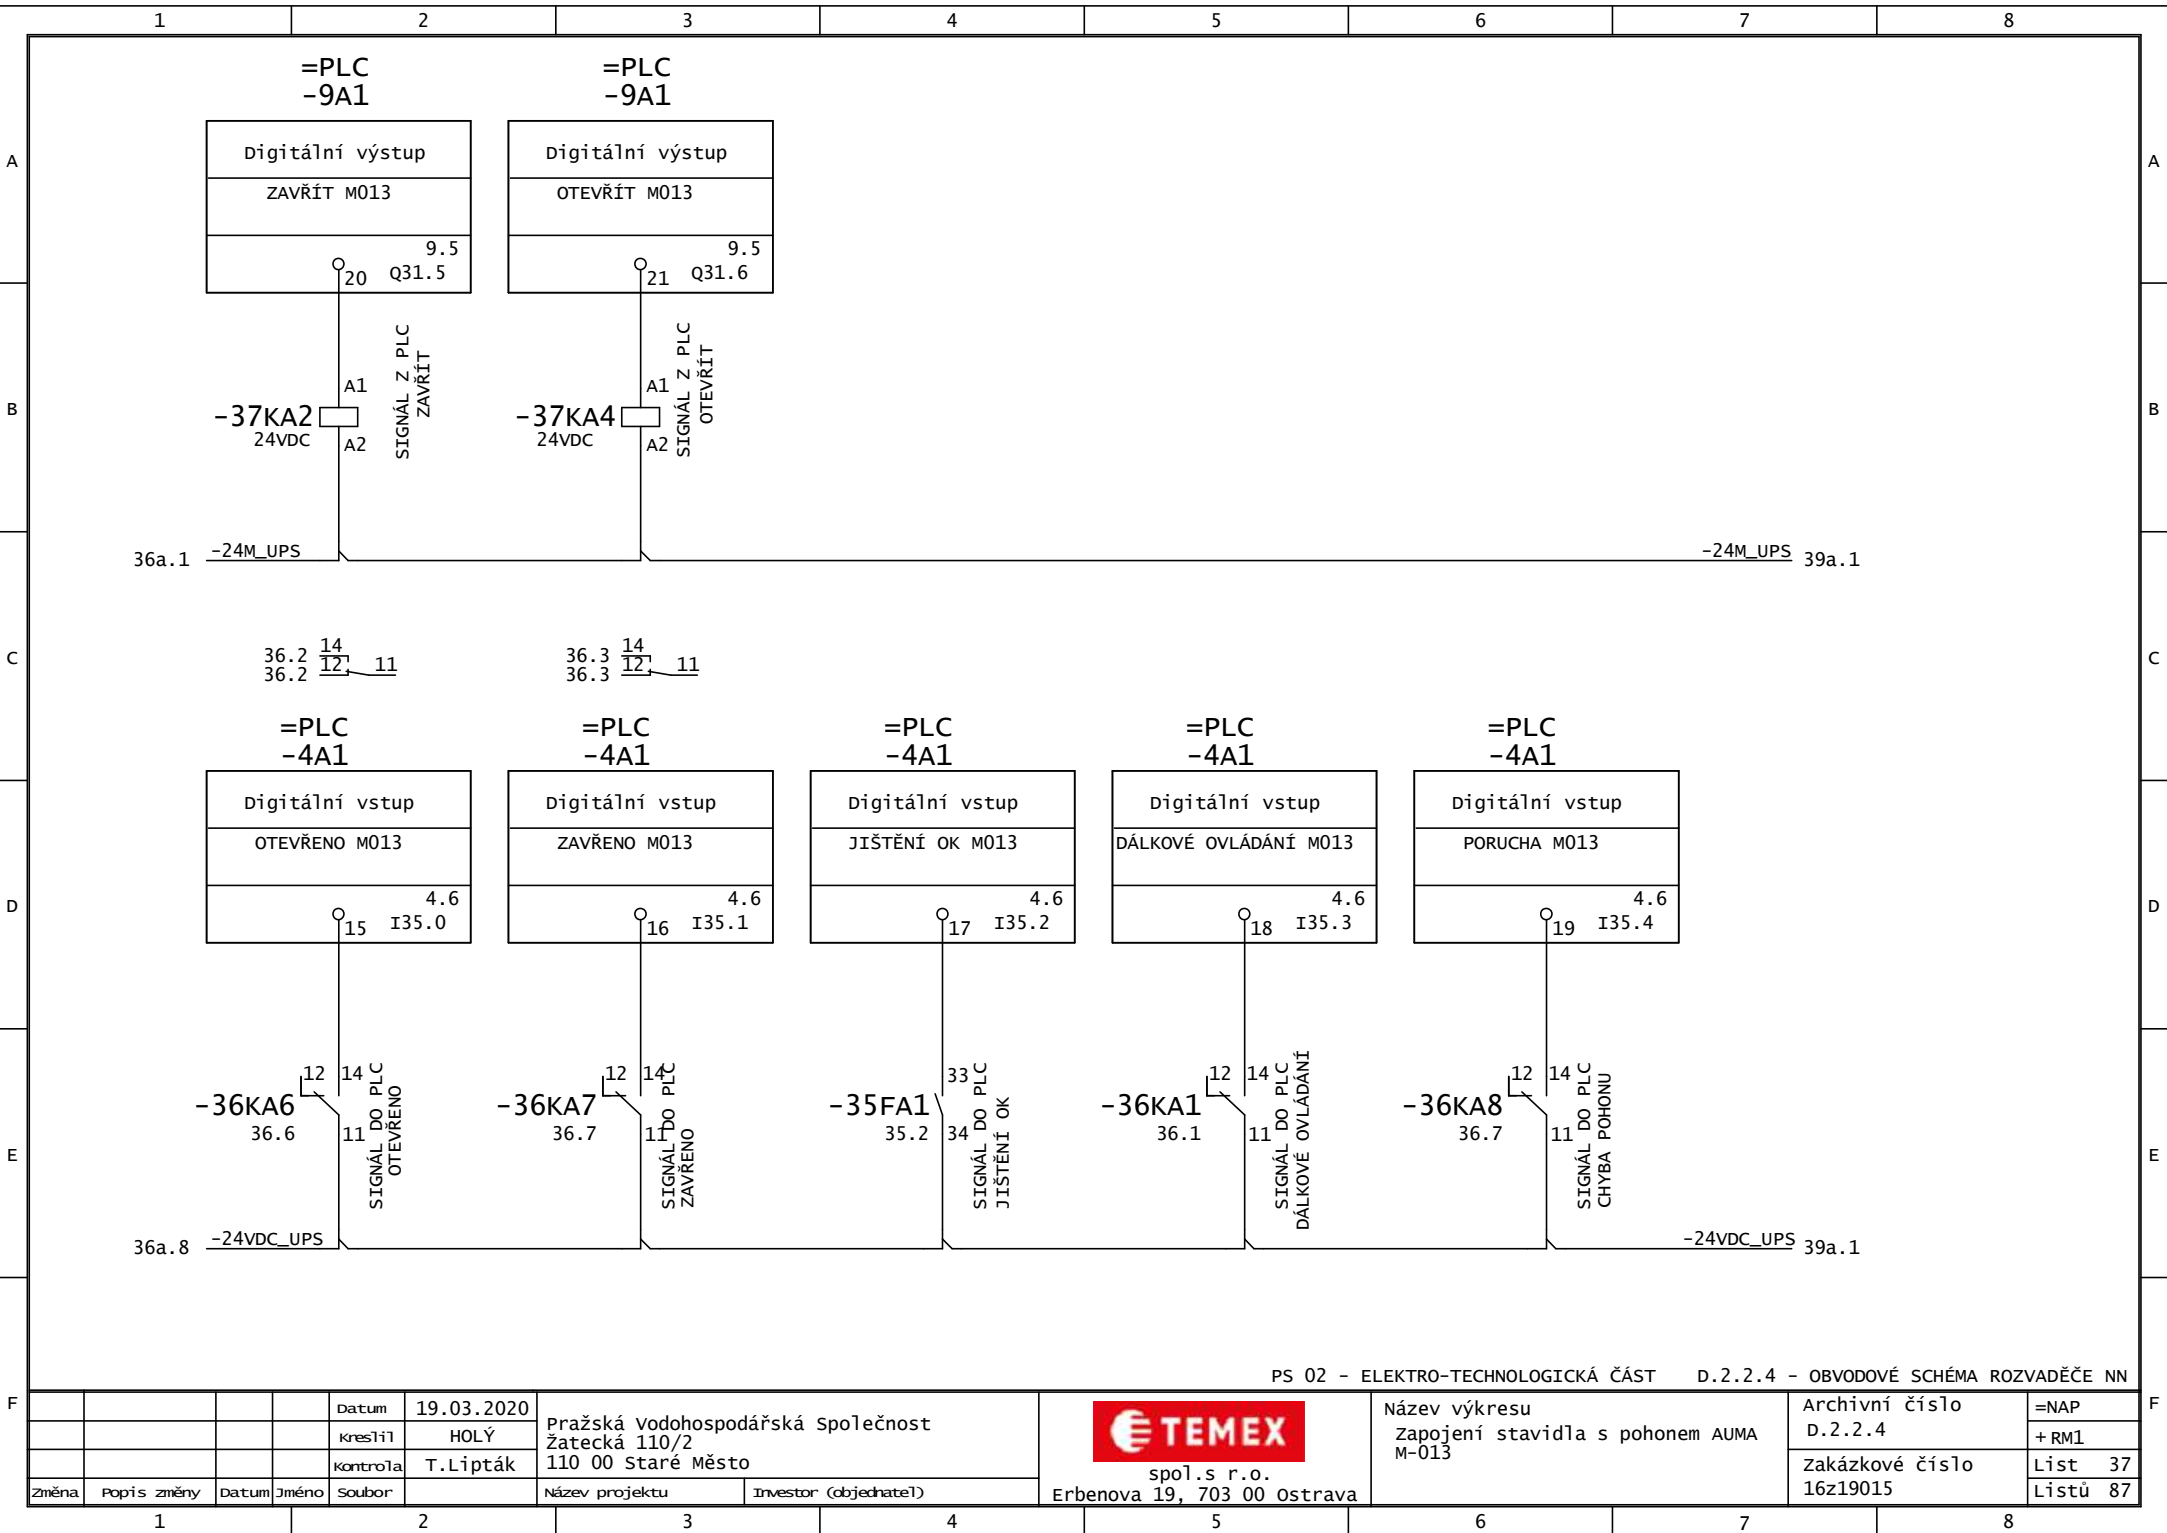 1 2 3 4 5 6 7 8
=PLC
-9A1
=PLC
-9A1
A
Digitální výstup
ZAVŘÍT M013
9.5
20 Q31.5
Digitální výstup
OTEVŘÍT M013
9.5
21 Q31.6
A
B
A1
-37KA2
24VDC
A2
SIGNÁL Z PLC
ZAVŘÍT
A1
-37KA4
24VDC
A2
SIGNÁL Z PLC
OTEVŘÍT
B
36a.1 -24M_UPS
-24M_UPS 39a.1
C
36.2 14
36.2 12 11
36.3 14
36.3 12 11
C
=PLC
-4A1
=PLC
-4A1
=PLC
-4A1
=PLC
-4A1
=PLC
-4A1
D
Digitální vstup
OTEVŘENO M013
4.6
15 I35.0
Digitální vstup
ZAVŘENO M013
4.6
16 I35.1
Digitální vstup
JIŠTĚNÍ OK M013
4.6
17 I35.2
Digitální vstup
DÁLKOVÉ OVLÁDÁNÍ M013
4.6
18 I35.3
Digitální vstup
PORUCHA M013
4.6
19 I35.4
D
E
12 14
-36KA6
36.6 11
SIGNÁL DO PLC
OTEVŘENO
12 14
-36KA7
36.7 11
SIGNÁL DO PLC
ZAVŘENO
33
-35FA1
35.2 34
SIGNÁL DO PLC
JIŠTĚNÍ OK
12 14
-36KA1
36.1 11
SIGNÁL DO PLC
DÁLKOVÉ OVLÁDÁNÍ
12 14
-36KA8
36.7 11
SIGNÁL DO PLC
CHYBA POHONU
E
36a.8 -24VDC_UPS
-24VDC_UPS 39a.1
PS 02 - ELEKTRO-TECHNOLOGICKÁ ČÁST D.2.2.4 - OBVODOVÉ SCHÉMA ROZVADĚČE NN
F
Datum 19.03.2020
Kreslil HOLÝ
Kontrola T.Lipták
Změna Popis změny Datum Jméno Soubor
Pražská Vodohospodářská Společnost
Žatecká 110/2
110 00 Staré Město
Název projektu Investor (objednatel)
TEMEX
spol.s r.o.
Erbenova 19, 703 00 Ostrava
Název výkresu
Zapojení stavidla s pohonem AUMA
M-013
Archivní číslo
D.2.2.4
Zakázkové číslo
16z19015
=NAP
+RM1
List 37
Listů 87
F
1 2 3 4 5 6 7 8